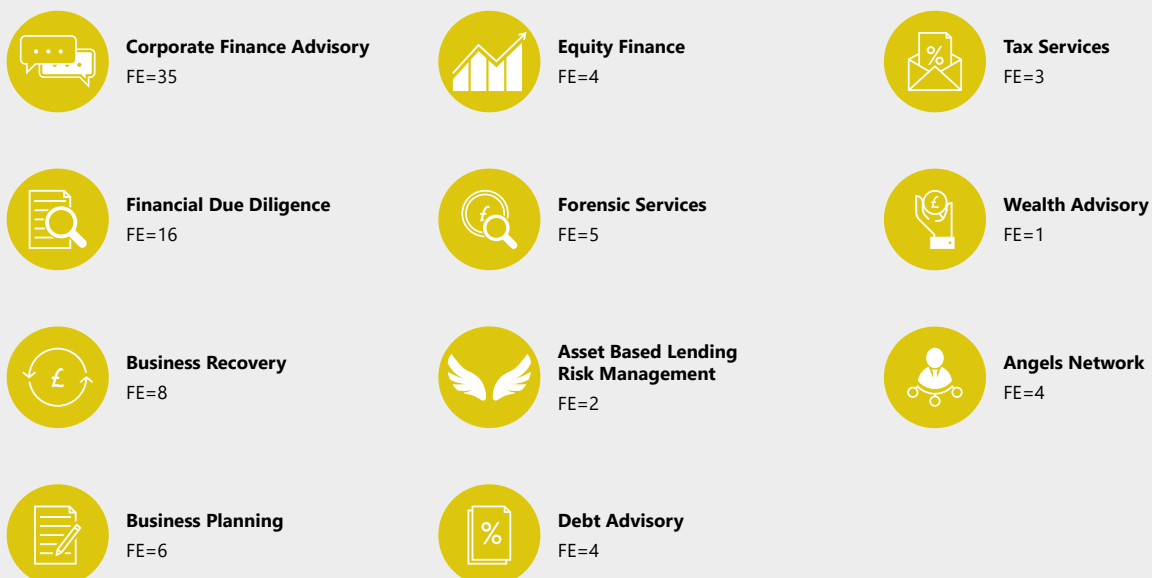 Corporate Finance Advisory
FE=35
Equity Finance
FE=4
Tax Services
FE=3
Financial Due Diligence
FE=16
Forensic Services
FE=5
Wealth Advisory
FE=1
Business Recovery
FE=8
Asset Based Lending
Risk Management
FE=2
Angels Network
FE=4
Business Planning
FE=6
Debt Advisory
FE=4
%
£
£
£
%